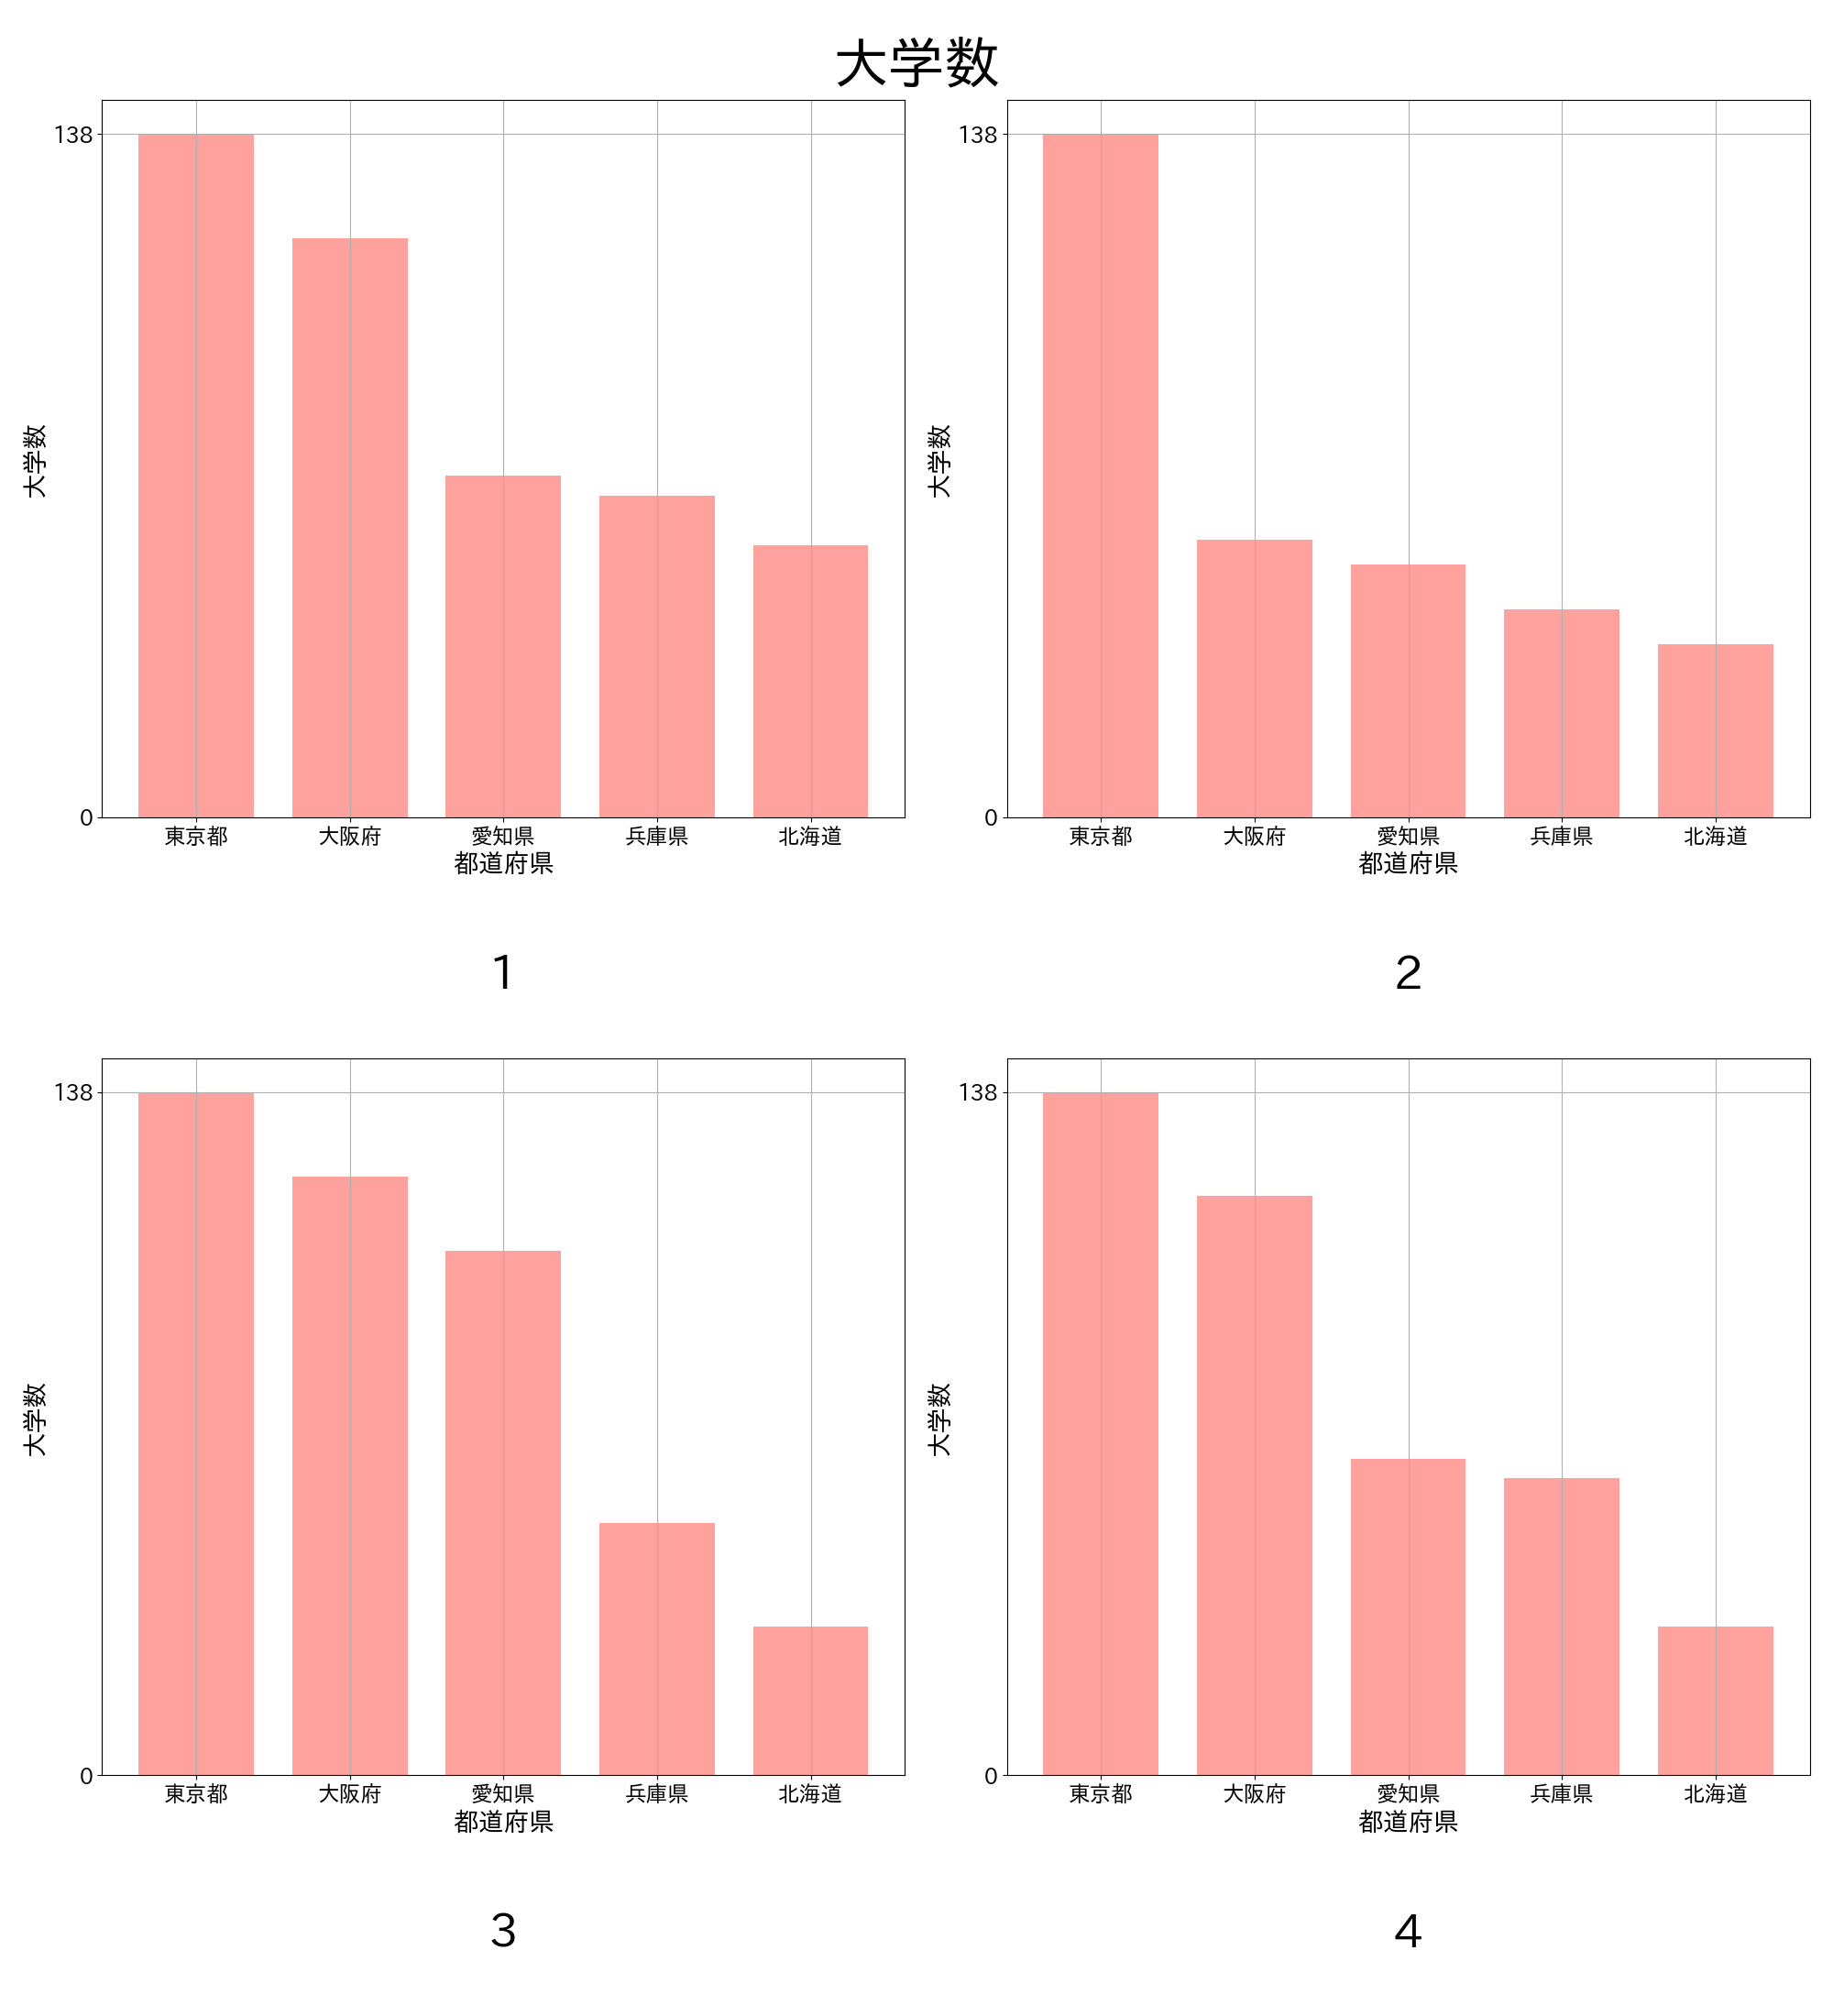 大学数
138
0
大学数
東京都 大阪府 愛知県 兵庫県 北海道
都道府県
1
138
0
大学数
東京都 大阪府 愛知県 兵庫県 北海道
都道府県
2
138
0
大学数
東京都 大阪府 愛知県 兵庫県 北海道
都道府県
3
138
0
大学数
東京都 大阪府 愛知県 兵庫県 北海道
都道府県
4